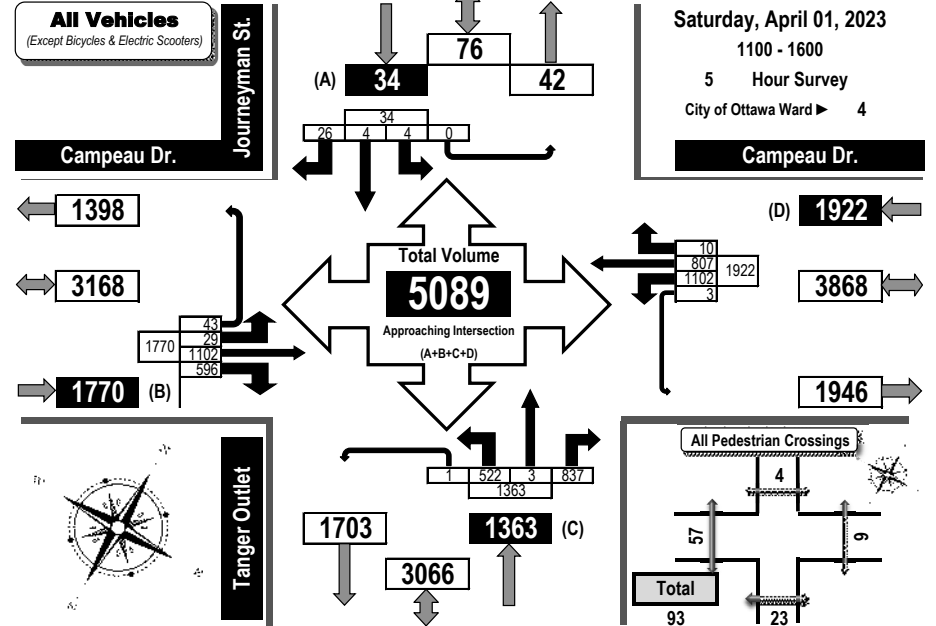 All Vehicles
(Except Bicycles & Electric Scooters)
Journeyman St.
Campeau Dr.
(A)
34
76
42
34
26 4 4 0
Saturday, April 01, 2023
1100 - 1600
5 Hour Survey
City of Ottawa Ward ► 4
Campeau Dr.
1398
3168
43
29
1102
596
1770
1770 (B)
Total Volume
5089
Approaching Intersection
(A+B+C+D)
(D) 1922
10
807
1102
3
1922
3868
1946
Tanger Outlet
1 522 3 837
1363
1703
1363 (C)
3066
All Pedestrian Crossings
4
57
9
Total
93
23